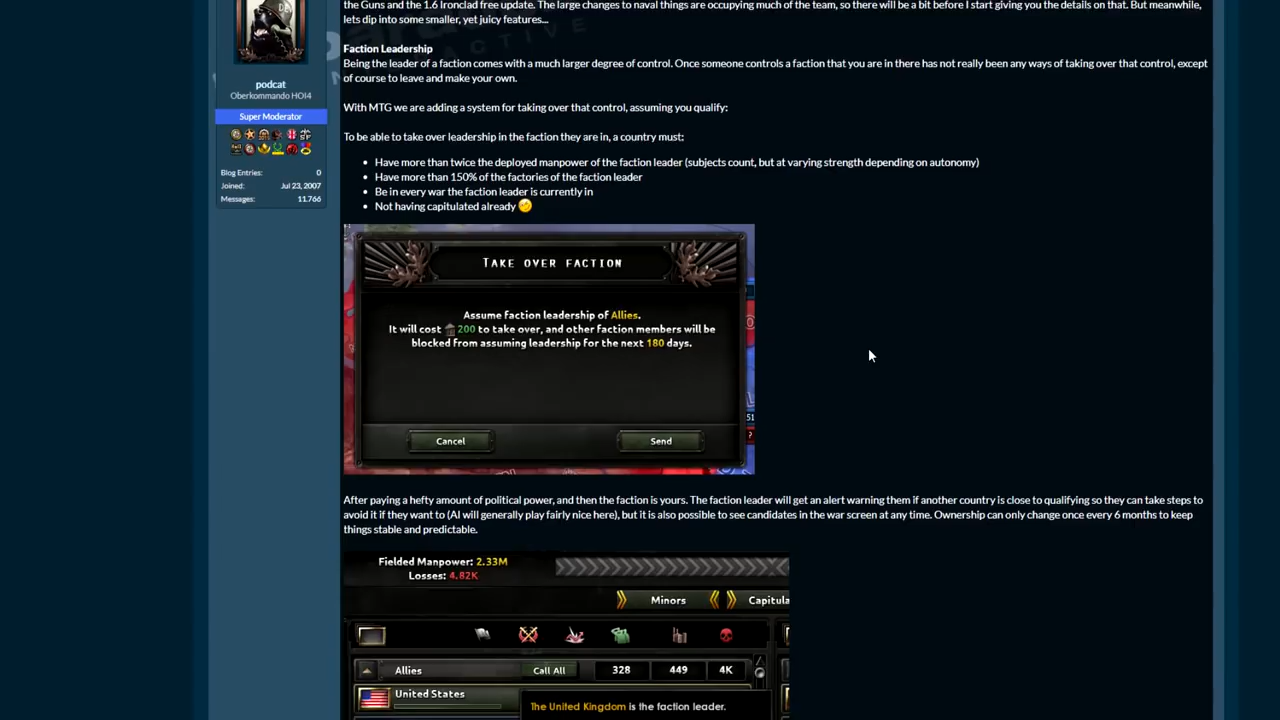 the Guns and the 1.6 Ironclad free update. The large changes to naval things are occupying much of the team, so there will be a bit before I start giving you the details on that. But meanwhile,
lets dip into some smaller, yet juicy features...
podcat
Oberkommando HOI4
Super Moderator
Blog Entries: 0
Joined: Jul 23, 2007
Messages: 11.766
Faction Leadership
Being the leader of a faction comes with a much larger degree of control. Once someone controls a faction that you are in there has not really been any ways of taking over that control, except
of course to leave and make your own.
With MTG we are adding a system for taking over that control, assuming you qualify:
To be able to take over leadership in the faction they are in, a country must:
Have more than twice the deployed manpower of the faction leader (subjects count, but at varying strength depending on autonomy)
Have more than 150% of the factories of the faction leader
Be in every war the faction leader is currently in
Not having capitulated already
TAKE OVER FACTION
Assume faction leadership of Allies.
It will cost 200 to take over, and other faction members will be
blocked from assuming leadership for the next 180 days.
Cancel
Send
51
?
After paying a hefty amount of political power, and then the faction is yours. The faction leader will get an alert warning them if another country is close to qualifying so they can take steps to
avoid it if they want to (AI will generally play fairly nice here), but it is also possible to see candidates in the war screen at any time. Ownership can only change once every 6 months to keep
things stable and predictable.
Fielded Manpower: 2.33M
Losses: 4.82K
Minors
Capitula
Allies
Call All
328
449
4K
United States
The United Kingdom is the faction leader.